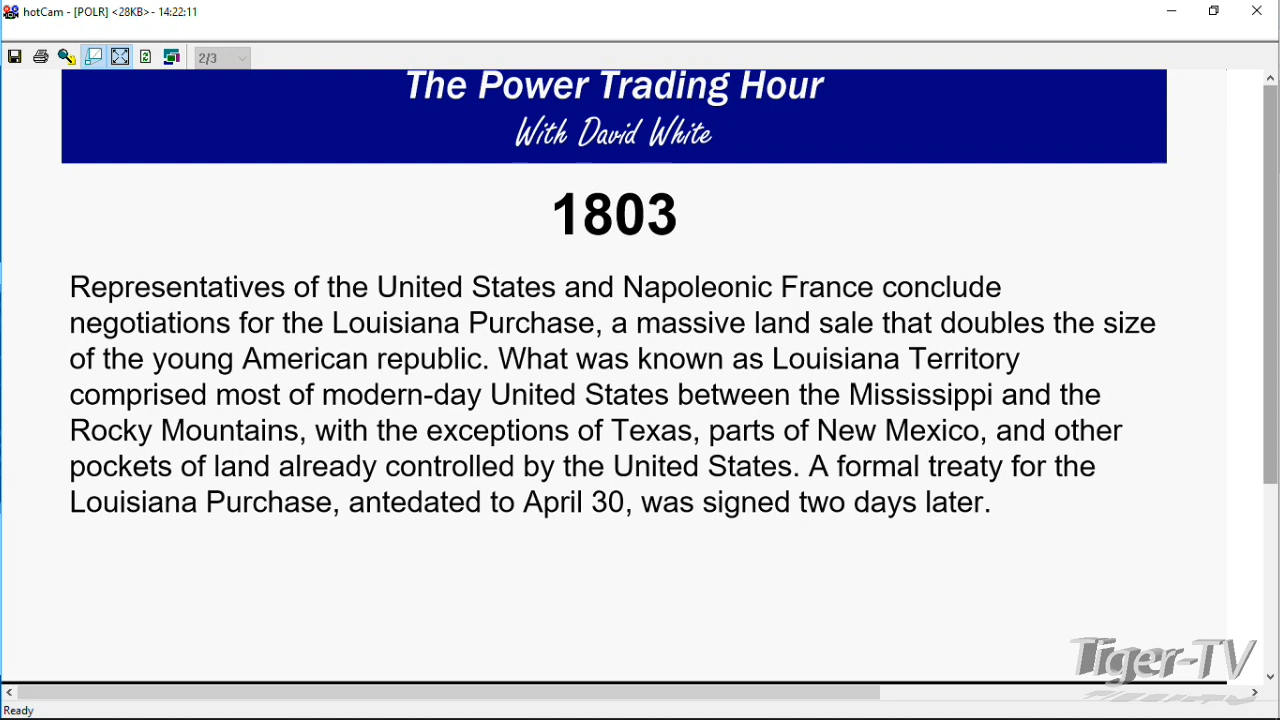 hotCam - [POLR] <28KB>- 14:22:11
2/3
The Power Trading Hour
With David White
1803
Representatives of the United States and Napoleonic France conclude
negotiations for the Louisiana Purchase, a massive land sale that doubles the size
of the young American republic. What was known as Louisiana Territory
comprised most of modern-day United States between the Mississippi and the
Rocky Mountains, with the exceptions of Texas, parts of New Mexico, and other
pockets of land already controlled by the United States. A formal treaty for the
Louisiana Purchase, antedated to April 30, was signed two days later.
Tiger-TV
Ready